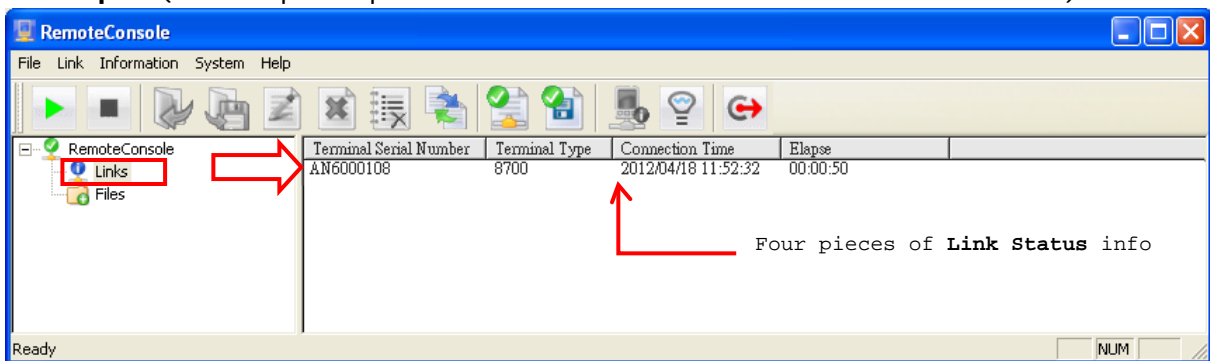 RemoteConsole
File Link Information System Help
RemoteConsole
Links
Files
Terminal Serial Number Terminal Type Connection Time Elapse
AN6000108 8700 2012/04/18 11:52:32 00:00:50
Four pieces of Link Status info
Ready NUM